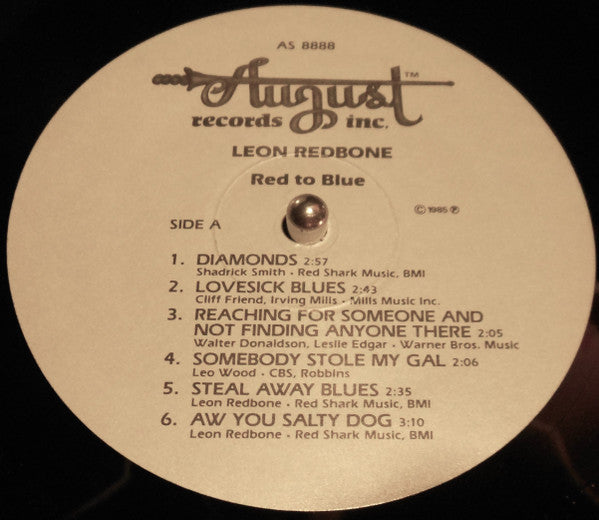 AS 8888
August™
records inc.
LEON REDBONE
Red to Blue
© 1985 ℗
SIDE A
1. DIAMONDS 2:57
Shadrick Smith • Red Shark Music, BMI
2. LOVESICK BLUES 2:43
Cliff Friend, Irving Mills • Mills Music Inc.
3. REACHING FOR SOMEONE AND
NOT FINDING ANYONE THERE 2:05
Walter Donaldson, Leslie Edgar • Warner Bros. Music
4. SOMEBODY STOLE MY GAL 2:06
Leo Wood • CBS, Robbins
5. STEAL AWAY BLUES 2:35
Leon Redbone • Red Shark Music, BMI
6. AW YOU SALTY DOG 3:10
Leon Redbone • Red Shark Music, BMI